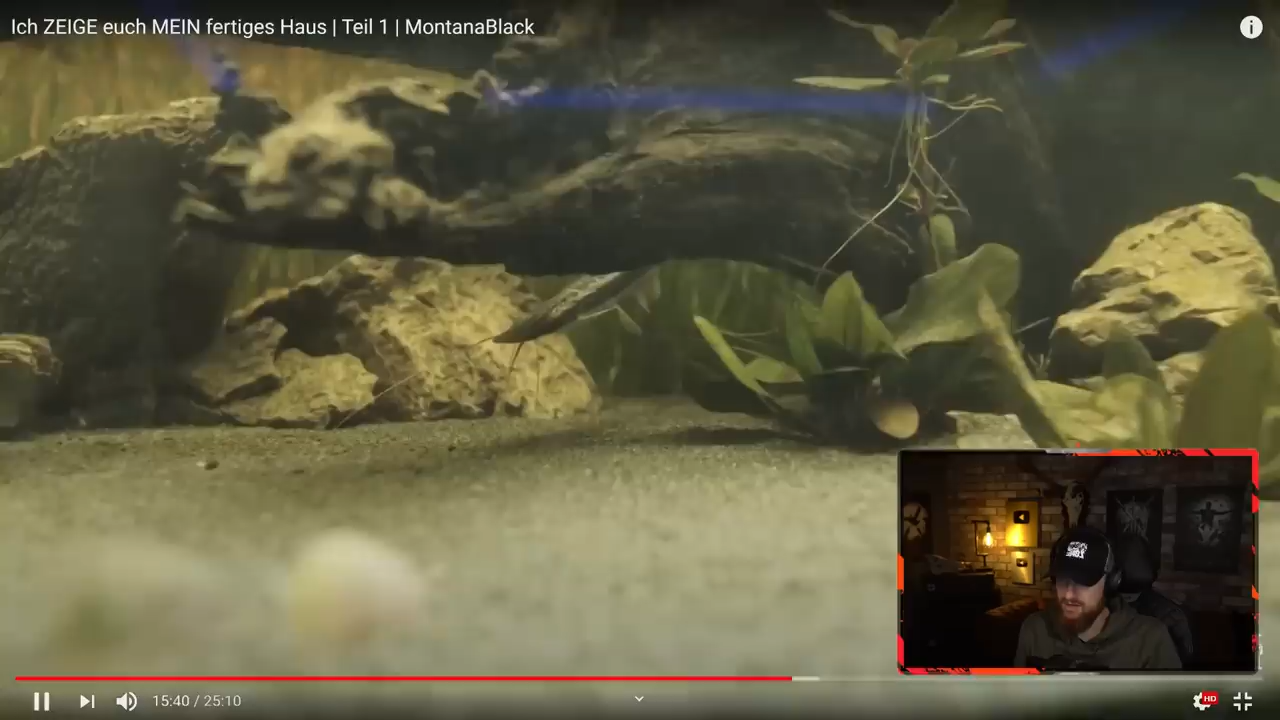 Ich ZEIGE euch MEIN fertiges Haus | Teil 1 | MontanaBlack
15:40 / 25:10
HD